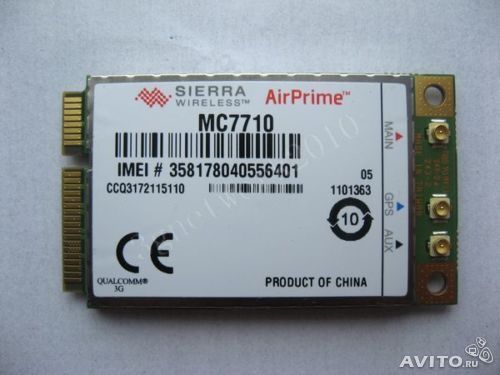 SIERRA
WIRELESS™
AirPrime™
MC7710
IMEI # 358178040556401
CCQ3172115110
05
1101363
10
QUALCOMM®
3G
PRODUCT OF CHINA
CE
MAIN
GPS
AUX
AVITO.ru